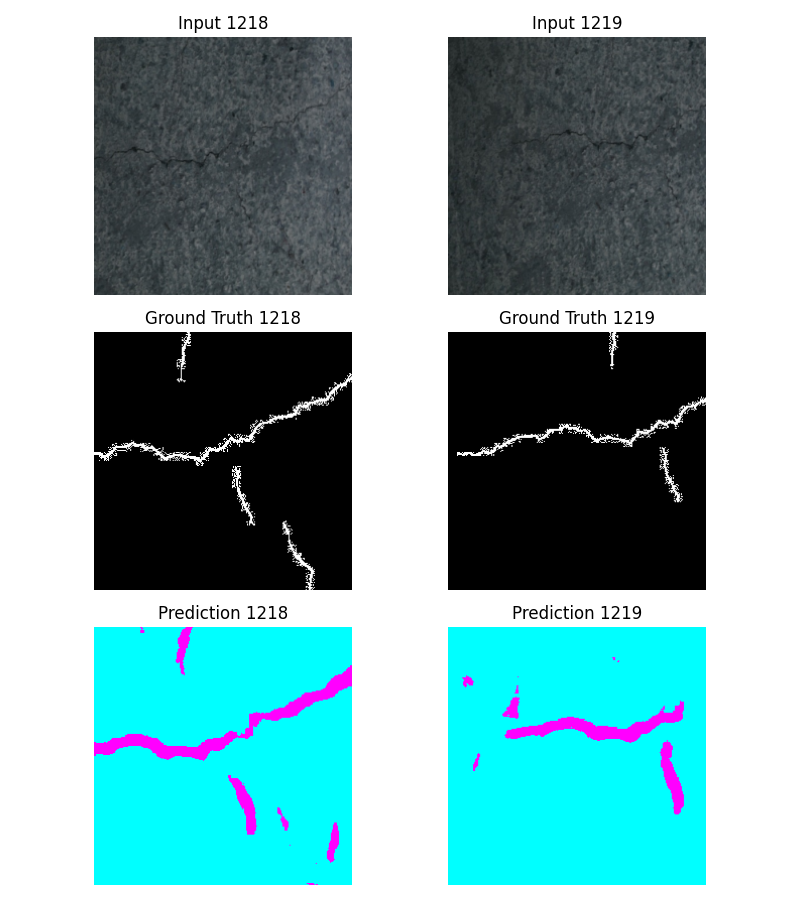 Input 1218
Input 1219
Ground Truth 1218
Ground Truth 1219
Prediction 1218
Prediction 1219